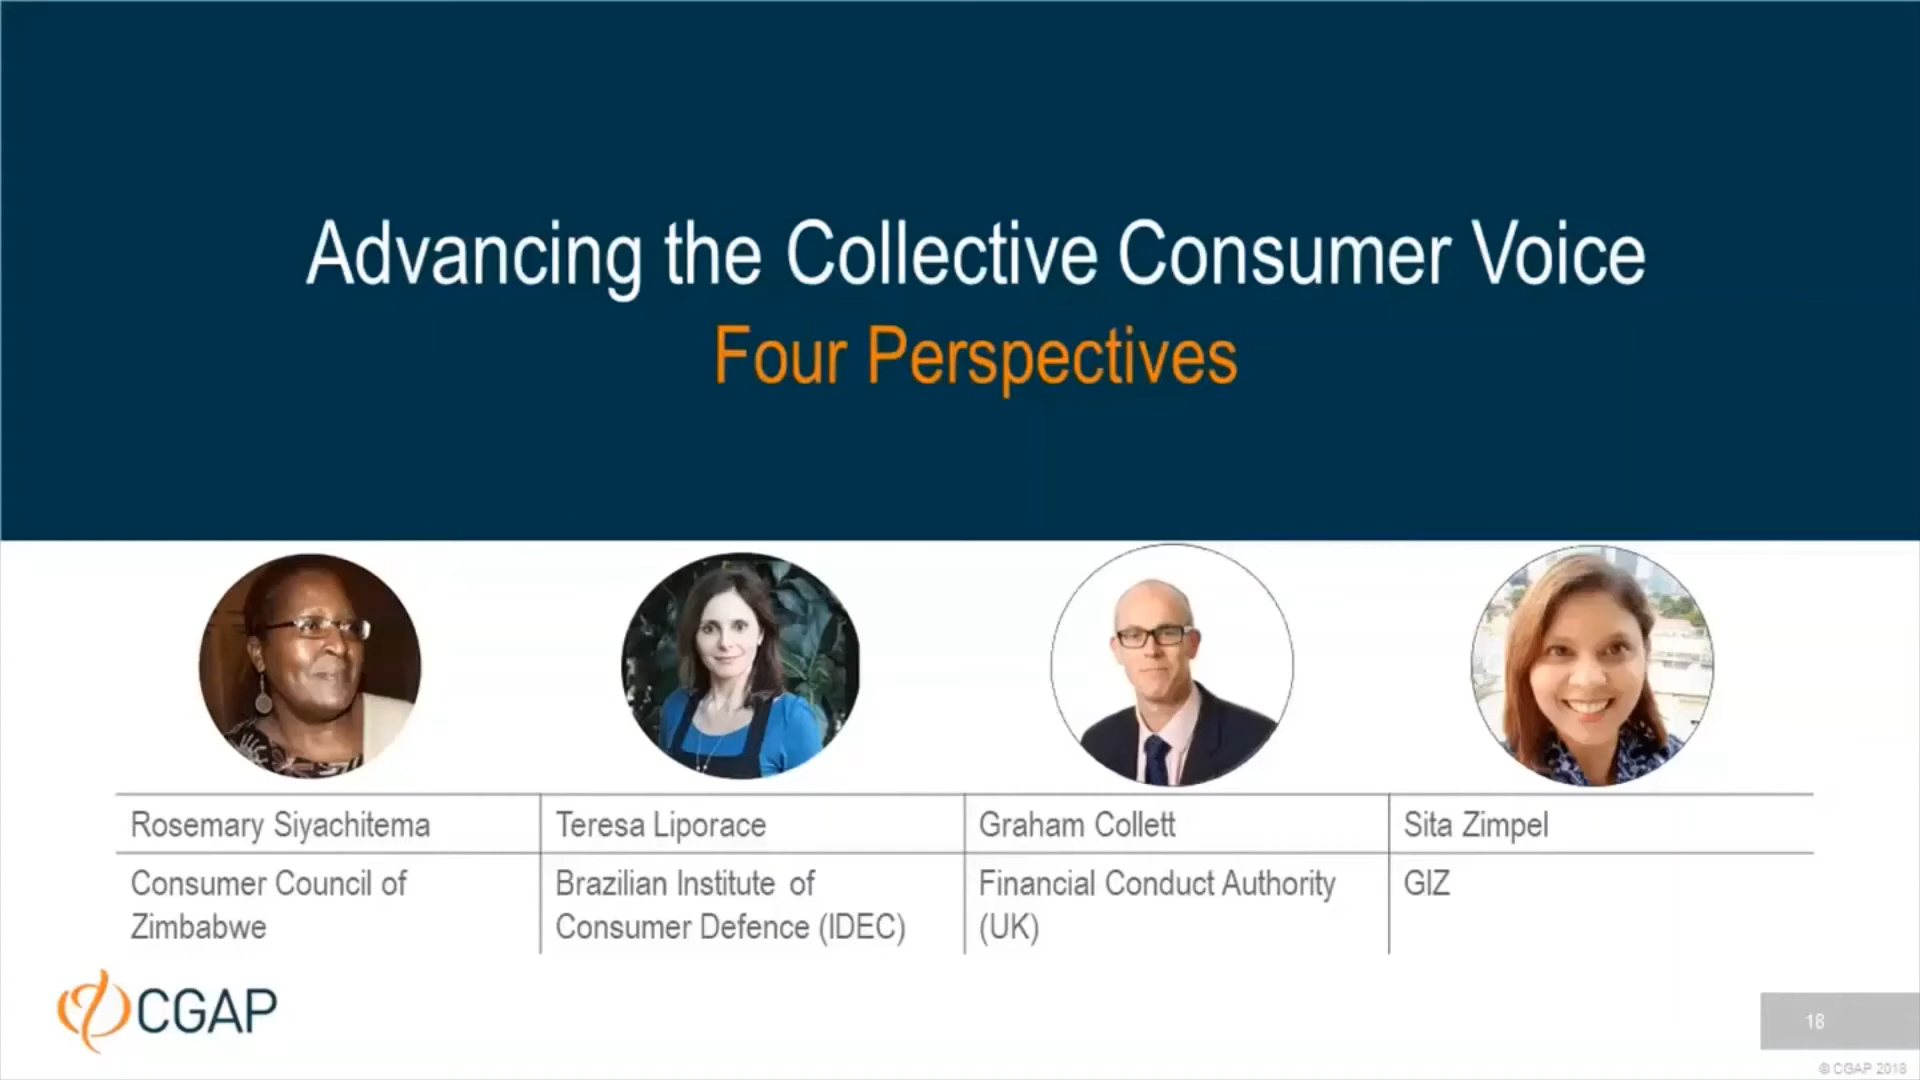 Advancing the Collective Consumer Voice
Four Perspectives
Rosemary Siyachitema
Teresa Liporace
Graham Collett
Sita Zimpel
Consumer Council of
Zimbabwe
Brazilian Institute of
Consumer Defence (IDEC)
Financial Conduct Authority
(UK)
GIZ
CGAP
18
© CGAP 2018